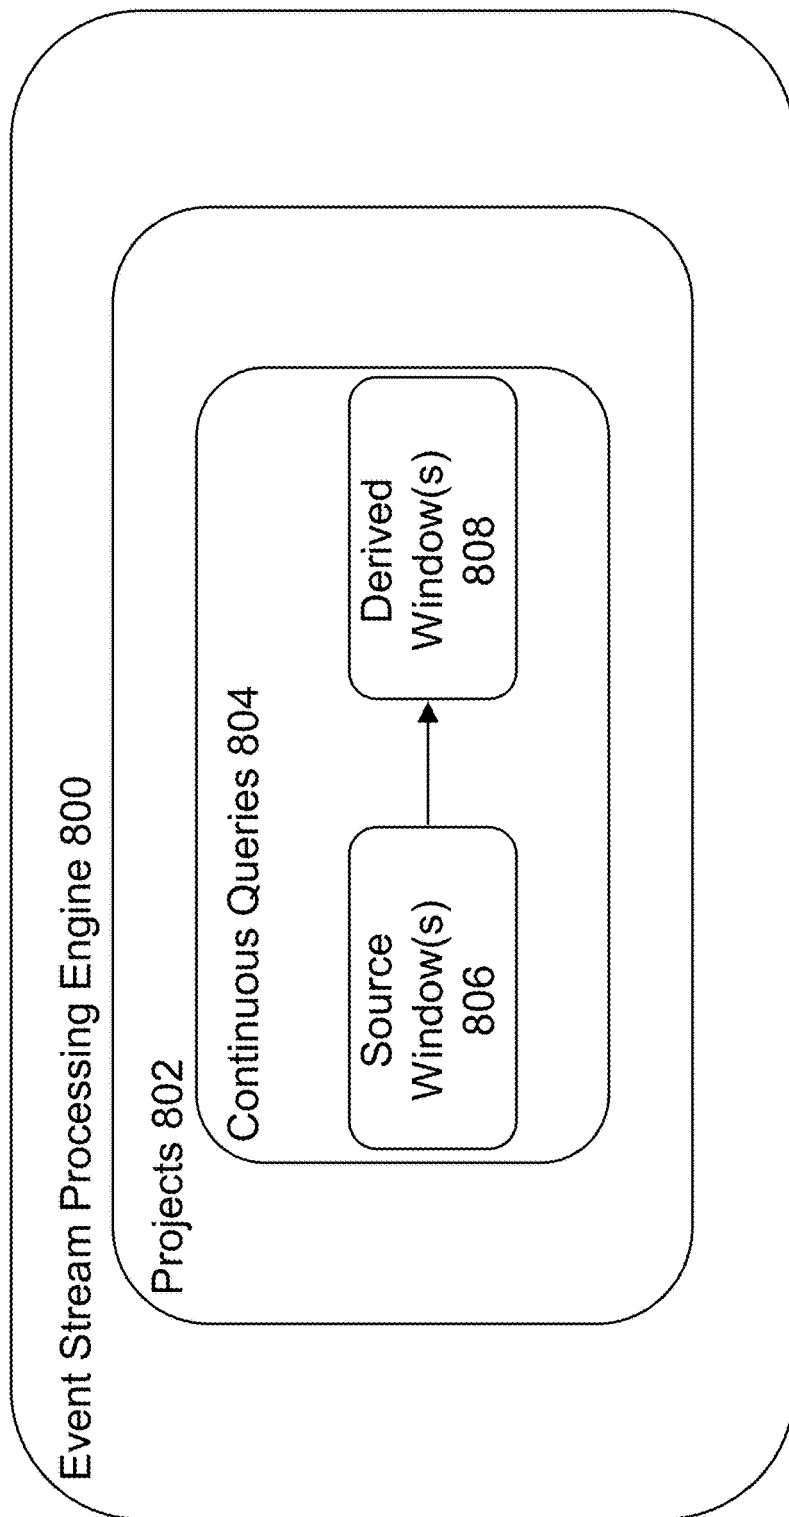 Event Stream Processing Engine 800
Projects 802
Continuous Queries 804
Source
Window(s)
806
Derived
Window(s)
808